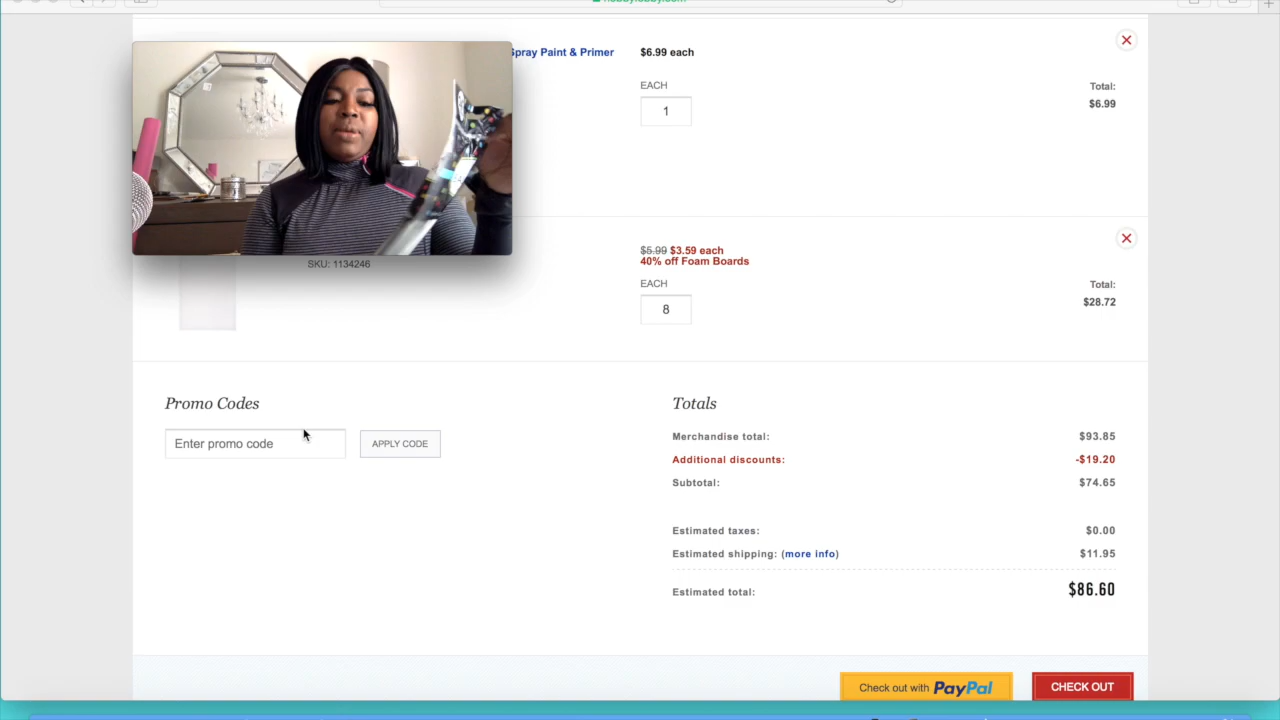 Spray Paint & Primer
$6.99 each
EACH
1
Total:
$6.99
SKU: 1134246
$5.99 $3.59 each
40% off Foam Boards
EACH
8
Total:
$28.72
Promo Codes
Enter promo code
APPLY CODE
Totals
Merchandise total: $93.85
Additional discounts: -$19.20
Subtotal: $74.65
Estimated taxes: $0.00
Estimated shipping: (more info) $11.95
Estimated total: $86.60
Check out with PayPal
CHECK OUT